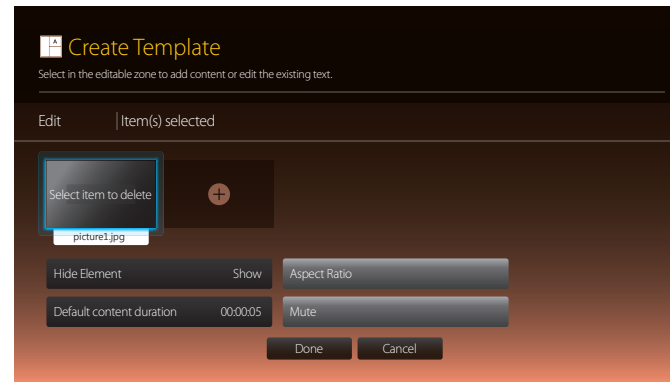 A
Create Template
Select in the editable zone to add content or edit the existing text.
Edit
Item(s) selected
Select item to delete
picture1.jpg
Hide Element Show Aspect Ratio
Default content duration 00:00:05 Mute
Done Cancel